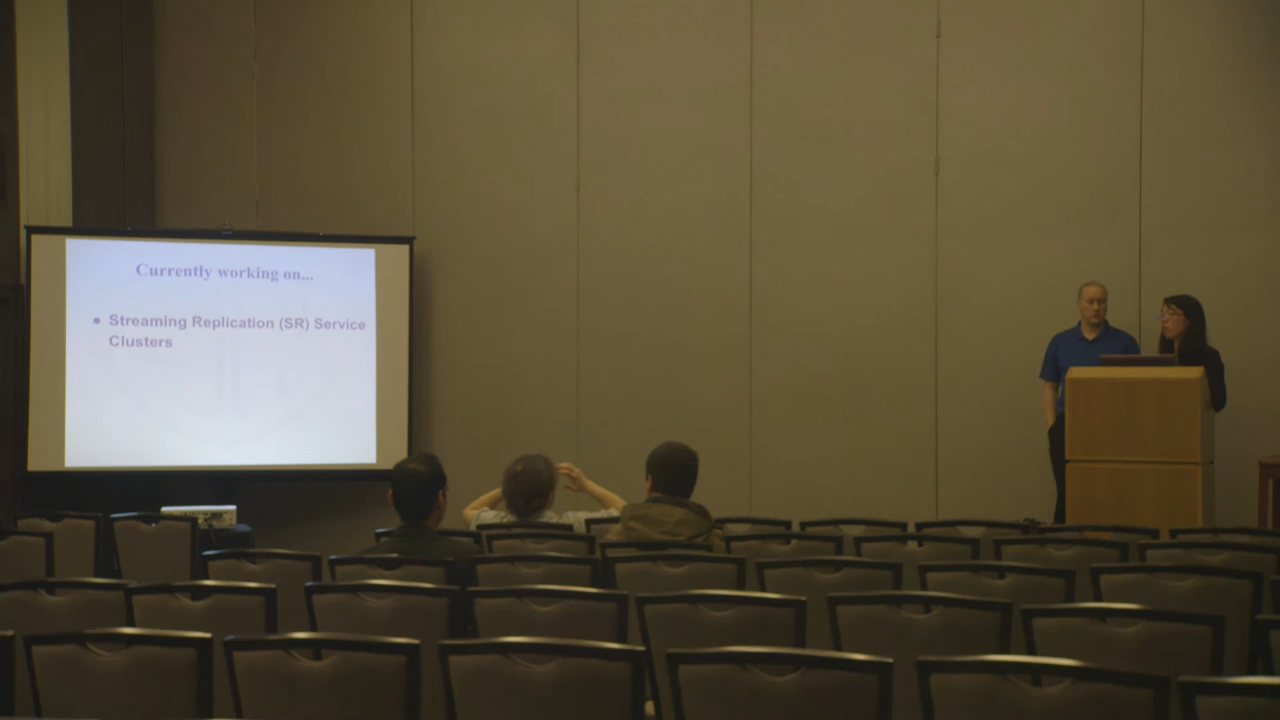 Currently working on...
• Streaming Replication (SR) Service
Clusters